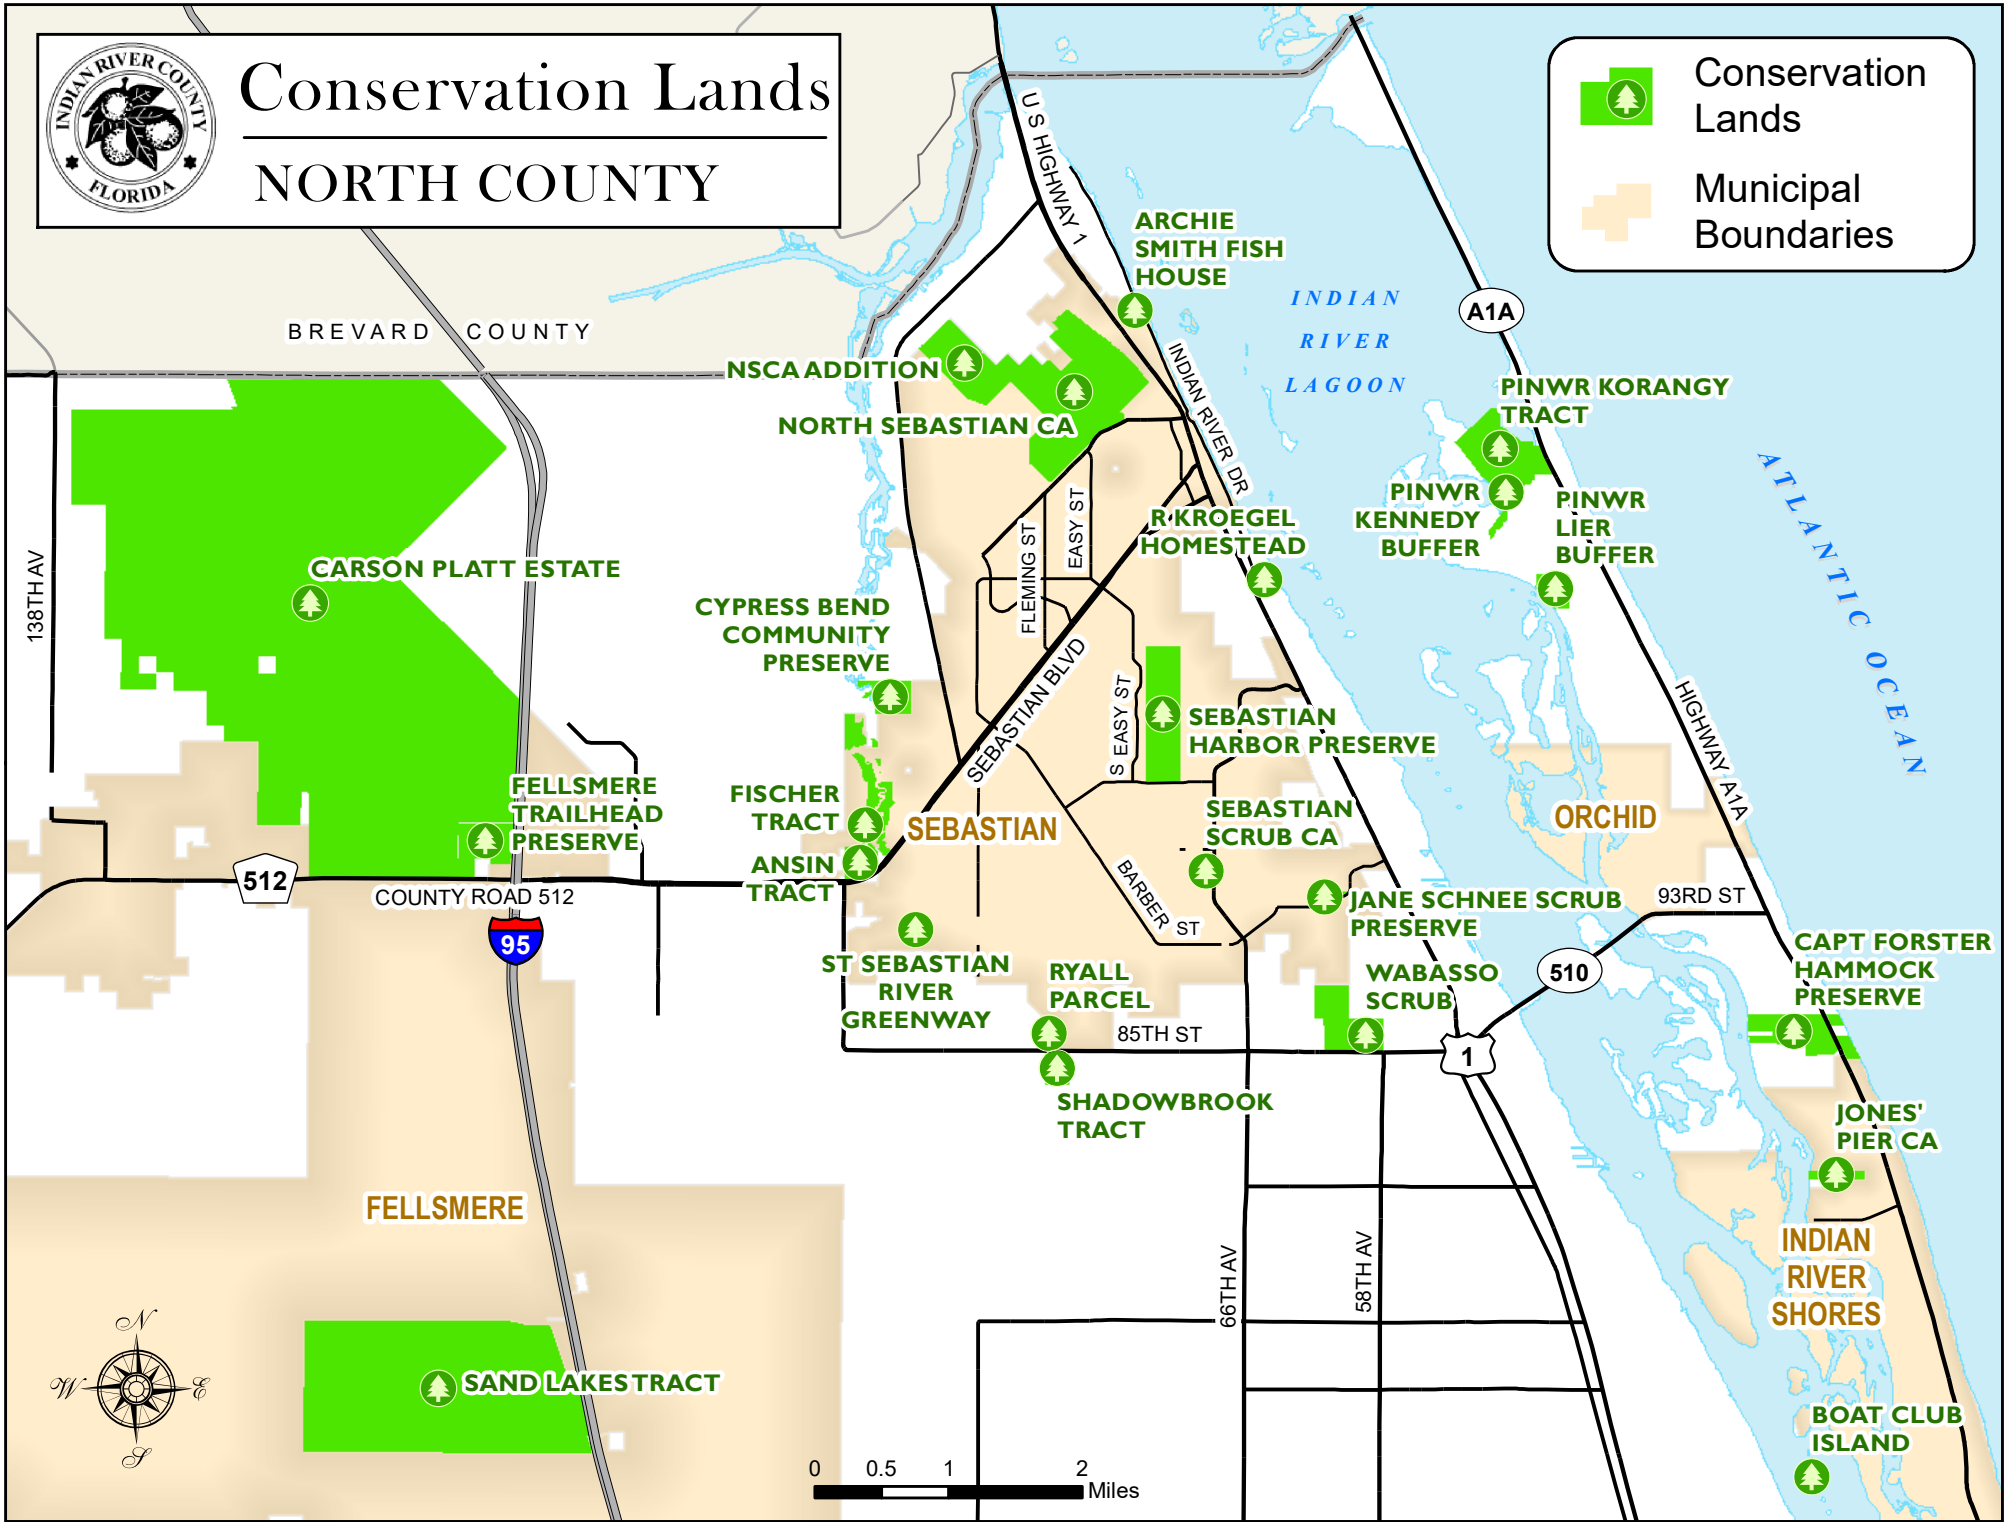 INDIAN RIVER COUNTY
FLORIDA
Conservation Lands
NORTH COUNTY
Conservation
Lands
Municipal
Boundaries
BREVARD COUNTY
U S HIGHWAY 1
ARCHIE
SMITH FISH
HOUSE
INDIAN
RIVER
LAGOON
A1A
NSCA ADDITION
NORTH SEBASTIAN CA
INDIAN RIVER DR
PINWR KORANGY
TRACT
PINWR
KENNEDY
BUFFER
PINWR
LIER
BUFFER
ATLANTIC OCEAN
138TH AV
CARSON PLATT ESTATE
FLEMING ST
EASY ST
R KROEGEL
HOMESTEAD
CYPRESS BEND
COMMUNITY
PRESERVE
SEBASTIAN BLVD
S EASY ST
SEBASTIAN
HARBOR PRESERVE
HIGHWAY A1A
FELLSMERE
TRAILHEAD
PRESERVE
FISCHER
TRACT
ANSIN
TRACT
SEBASTIAN
SEBASTIAN
SCRUB CA
ORCHID
512
COUNTY ROAD 512
95
BARBER ST
JANE SCHNEE SCRUB
PRESERVE
93RD ST
ST SEBASTIAN
RIVER
GREENWAY
RYALL
PARCEL
85TH ST
WABASSO
SCRUB
510
1
CAPT FORSTER
HAMMOCK
PRESERVE
SHADOWBROOK
TRACT
JONES'
PIER CA
FELLSMERE
66TH AV
58TH AV
INDIAN
RIVER
SHORES
N
W E
S
SAND LAKES TRACT
BOAT CLUB
ISLAND
0 0.5 1 2
Miles